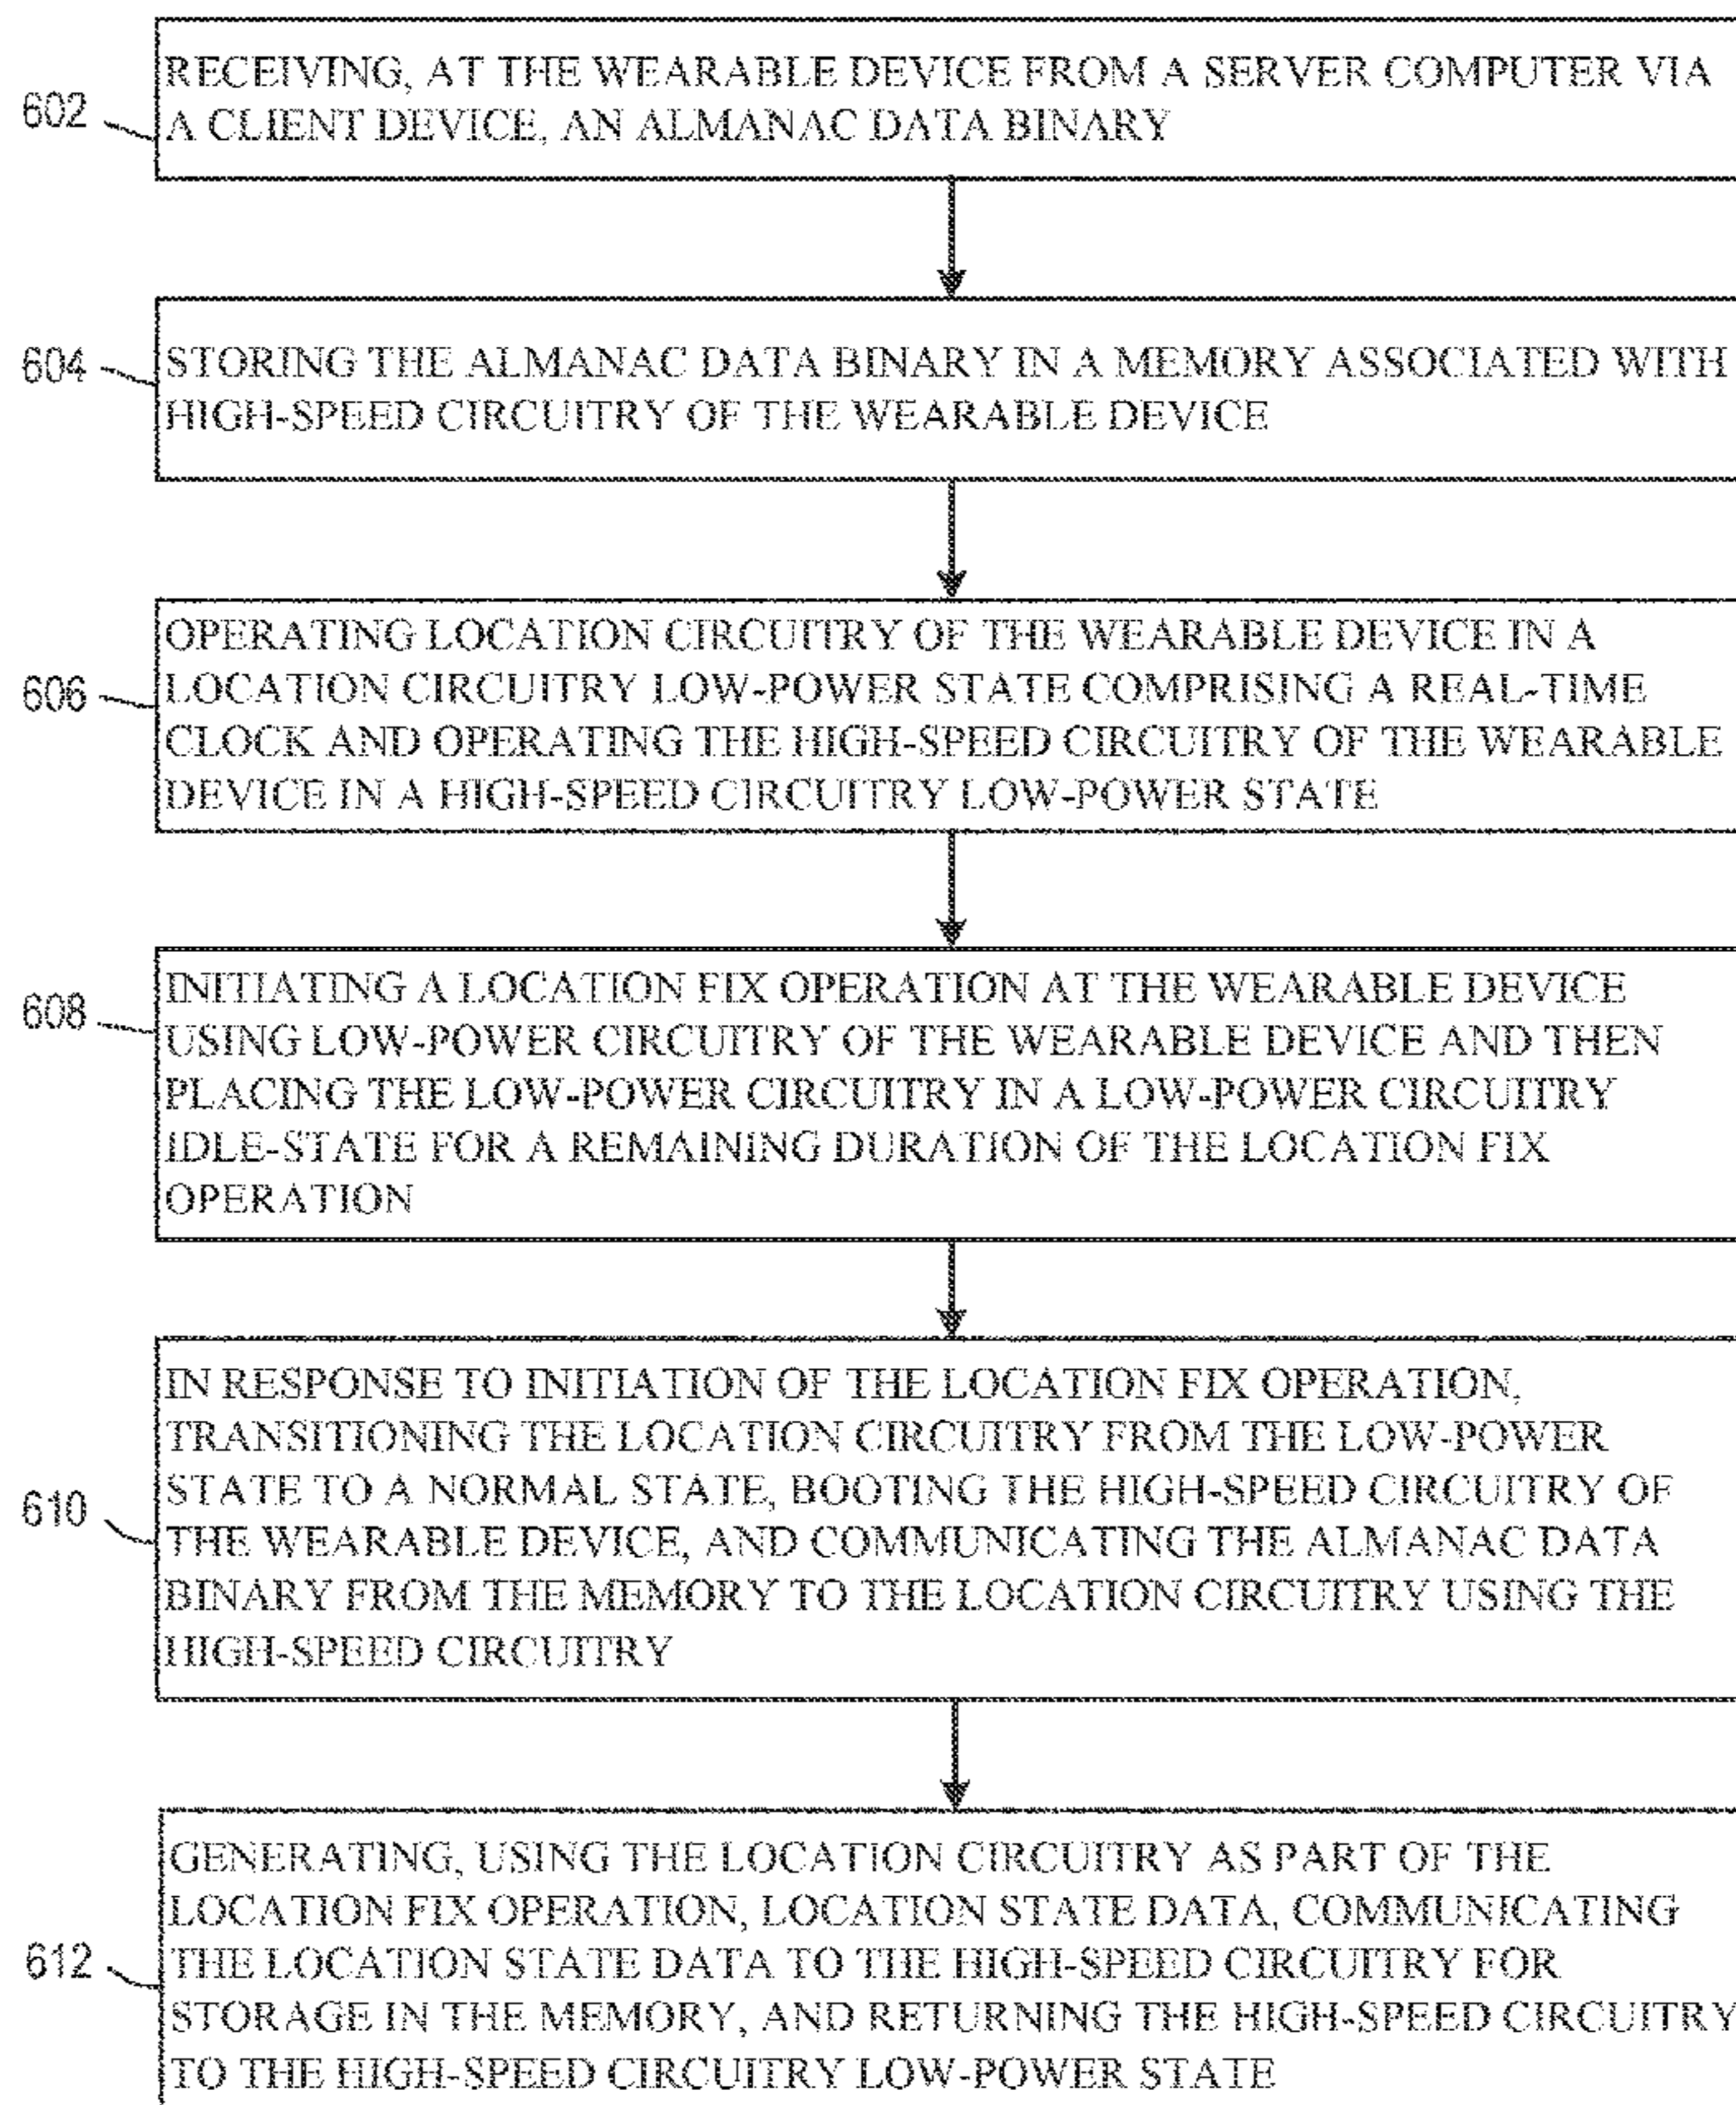 602
RECEIVING, AT THE WEARABLE DEVICE FROM A SERVER COMPUTER VIA
A CLIENT DEVICE, AN ALMANAC DATA BINARY
604
STORING THE ALMANAC DATA BINARY IN A MEMORY ASSOCIATED WITH
HIGH-SPEED CIRCUITRY OF THE WEARABLE DEVICE
606
OPERATING LOCATION CIRCUITRY OF THE WEARABLE DEVICE IN A
LOCATION CIRCUITRY LOW-POWER STATE COMPRISING A REAL-TIME
CLOCK AND OPERATING THE HIGH-SPEED CIRCUITRY OF THE WEARABLE
DEVICE IN A HIGH-SPEED CIRCUITRY LOW-POWER STATE
608
INITIATING A LOCATION FIX OPERATION AT THE WEARABLE DEVICE
USING LOW-POWER CIRCUITRY OF THE WEARABLE DEVICE AND THEN
PLACING THE LOW-POWER CIRCUITRY IN A LOW-POWER CIRCUITRY
IDLE-STATE FOR A REMAINING DURATION OF THE LOCATION FIX
OPERATION
610
IN RESPONSE TO INITIATION OF THE LOCATION FIX OPERATION,
TRANSITIONING THE LOCATION CIRCUITRY FROM THE LOW-POWER
STATE TO A NORMAL STATE, BOOTING THE HIGH-SPEED CIRCUITRY OF
THE WEARABLE DEVICE, AND COMMUNICATING THE ALMANAC DATA
BINARY FROM THE MEMORY TO THE LOCATION CIRCUITRY USING THE
HIGH-SPEED CIRCUITRY
612
GENERATING, USING THE LOCATION CIRCUITRY AS PART OF THE
LOCATION FIX OPERATION, LOCATION STATE DATA, COMMUNICATING
THE LOCATION STATE DATA TO THE HIGH-SPEED CIRCUITRY FOR
STORAGE IN THE MEMORY, AND RETURNING THE HIGH-SPEED CIRCUITRY
TO THE HIGH-SPEED CIRCUITRY LOW-POWER STATE